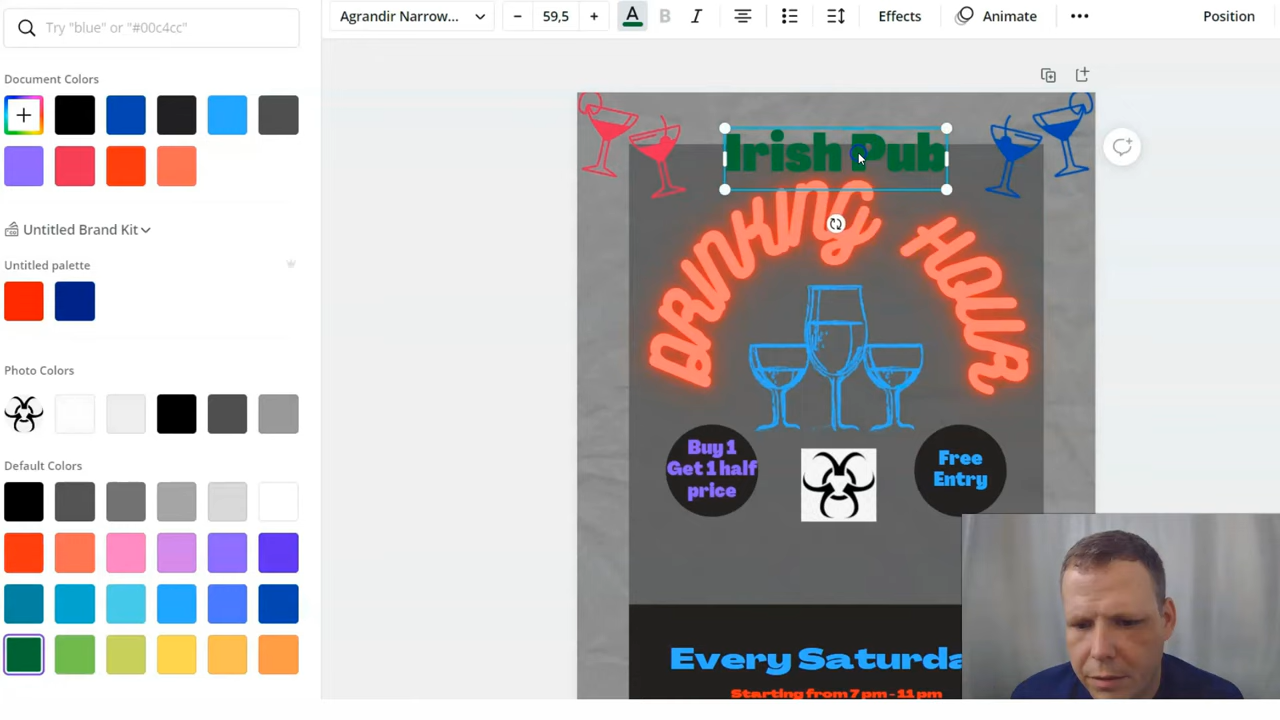 Try "blue" or "#00c4cc"
Agrandir Narrow...
− 59,5 +
A B I
Effects
Animate
Position
Document Colors
Untitled Brand Kit
Untitled palette
Photo Colors
Default Colors
Irish Pub
DRINKING HOUR
Buy 1
Get 1 half
price
Free
Entry
Every Saturda
Starting from 7 pm - 11 pm